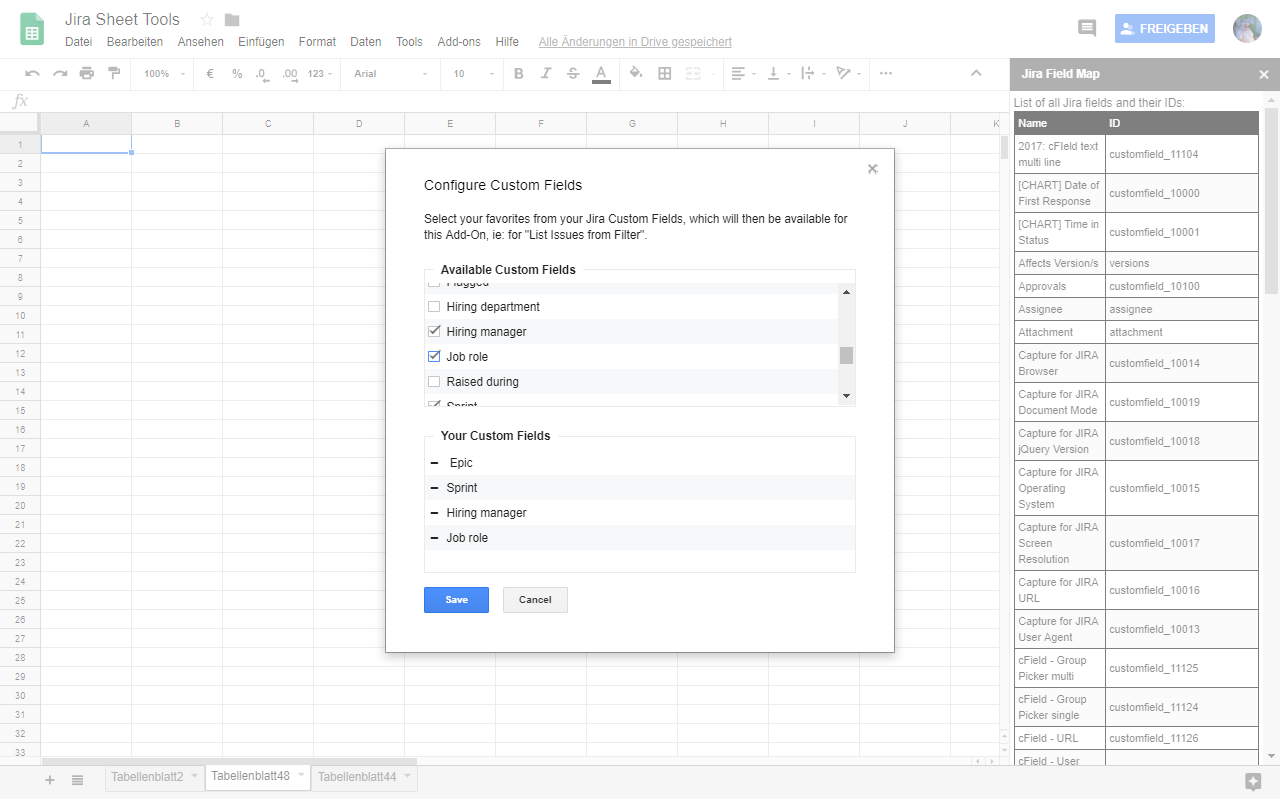 Jira Sheet Tools
Datei Bearbeiten Ansehen Einfügen Format Daten Tools Add-ons Hilfe Alle Änderungen in Drive gespeichert
FREIGEBEN
100% € % .0 .00 123 Arial 10 B I S A
fx
A B C D E F G H I J K
1
2
3
4
5
6
7
8
9
10
11
12
13
14
15
16
17
18
19
20
21
22
23
24
25
26
27
28
29
30
31
32
33
Configure Custom Fields
Select your favorites from your Jira Custom Fields, which will then be available for
this Add-On, ie: for "List Issues from Filter".
Available Custom Fields
Flagged
Hiring department
Hiring manager
Job role
Raised during
Sprint
Your Custom Fields
Epic
Sprint
Hiring manager
Job role
Save Cancel
Jira Field Map
List of all Jira fields and their IDs:
Name ID
2017: cField text
multi line customfield_11104
[CHART] Date of
First Response customfield_10000
[CHART] Time in
Status customfield_10001
Affects Version/s versions
Approvals customfield_10100
Assignee assignee
Attachment attachment
Capture for JIRA
Browser customfield_10014
Capture for JIRA
Document Mode customfield_10019
Capture for JIRA
jQuery Version customfield_10018
Capture for JIRA
Operating
System customfield_10015
Capture for JIRA
Screen
Resolution customfield_10017
Capture for JIRA
URL customfield_10016
Capture for JIRA
User Agent customfield_10013
cField - Group
Picker multi customfield_11125
cField - Group
Picker single customfield_11124
cField - URL customfield_11126
cField - User
Tabellenblatt2 Tabellenblatt48 Tabellenblatt44